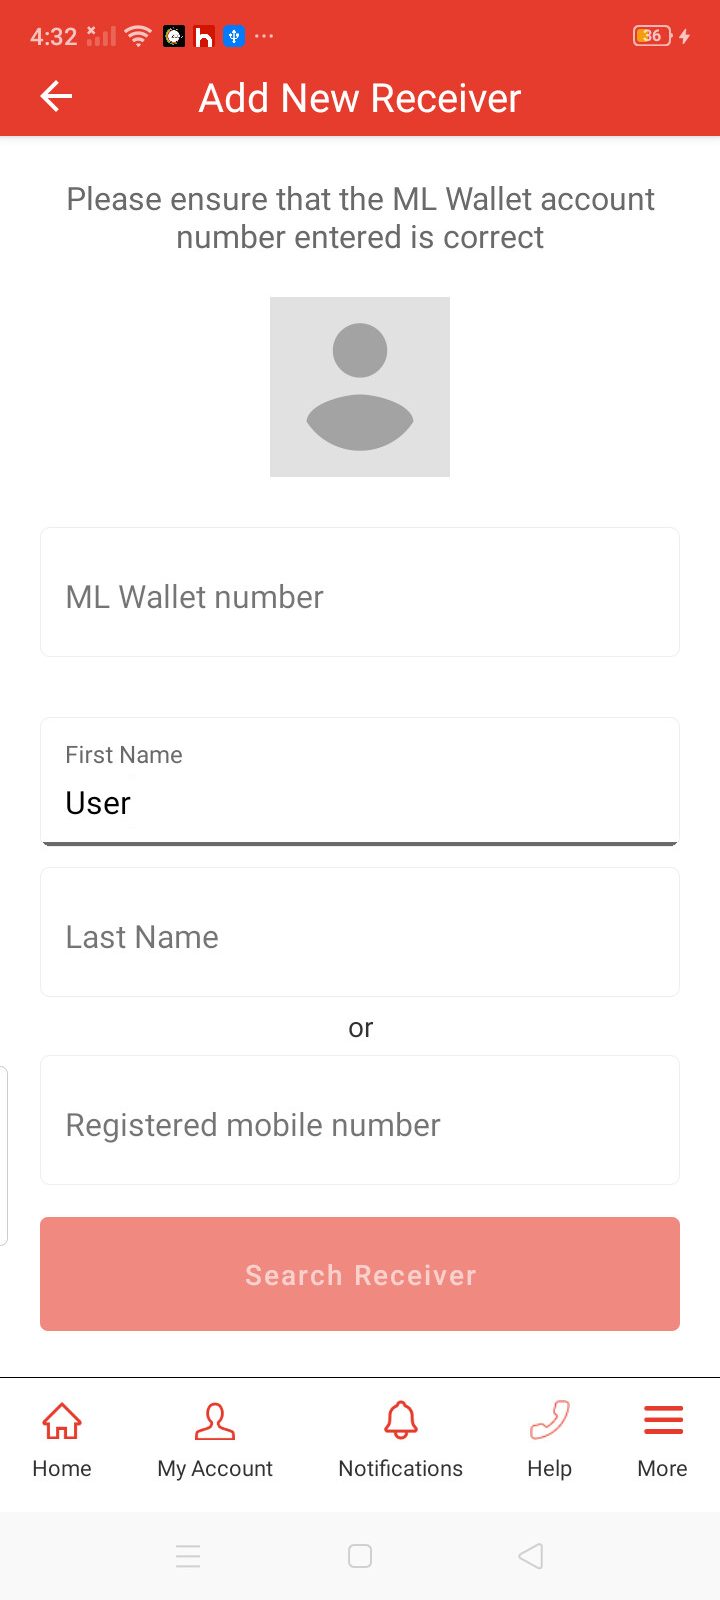 4:32
36
Add New Receiver
Please ensure that the ML Wallet account
number entered is correct
ML Wallet number
First Name
User
Last Name
or
Registered mobile number
Search Receiver
Home My Account Notifications Help More